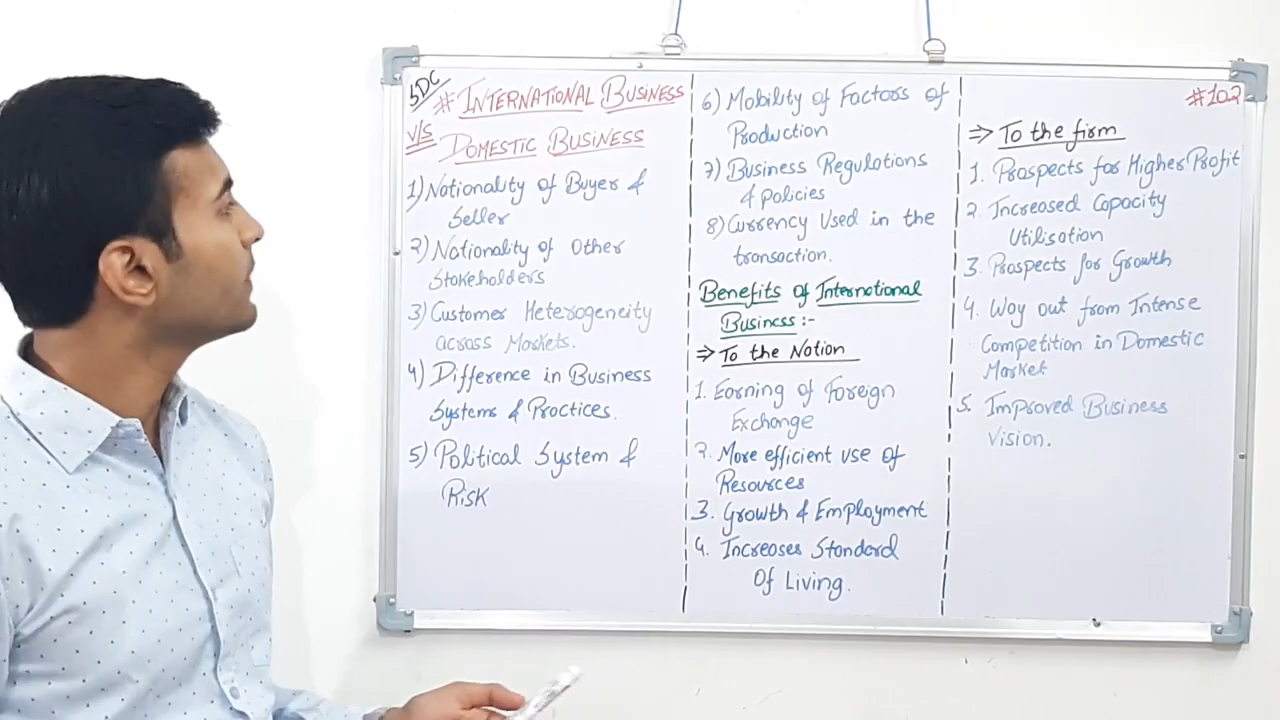 SDC
# INTERNATIONAL BUSINESS
V/S
DOMESTIC BUSINESS
1) Nationality of Buyer &
Seller
2) Nationality of Other
Stakeholders
3) Customer Heterogeneity
across Markets.
4) Difference in Business
Systems & Practices.
5) Political System &
Risk
6) Mobility of Factors of
Production
7) Business Regulations
& Policies
8) Currency Used in the
transaction.
Benefits of International
Business :-
⇒ To the Nation
1. Earning of Foreign
Exchange
2. More efficient use of
Resources
3. Growth & Employment
4. Increases Standard
Of Living.
#102
⇒ To the firm
1. Prospects for Higher Profit
2. Increased Capacity
Utilisation
3. Prospects for Growth
4. Way out from Intense
Competition in Domestic
Market
5. Improved Business
Vision.